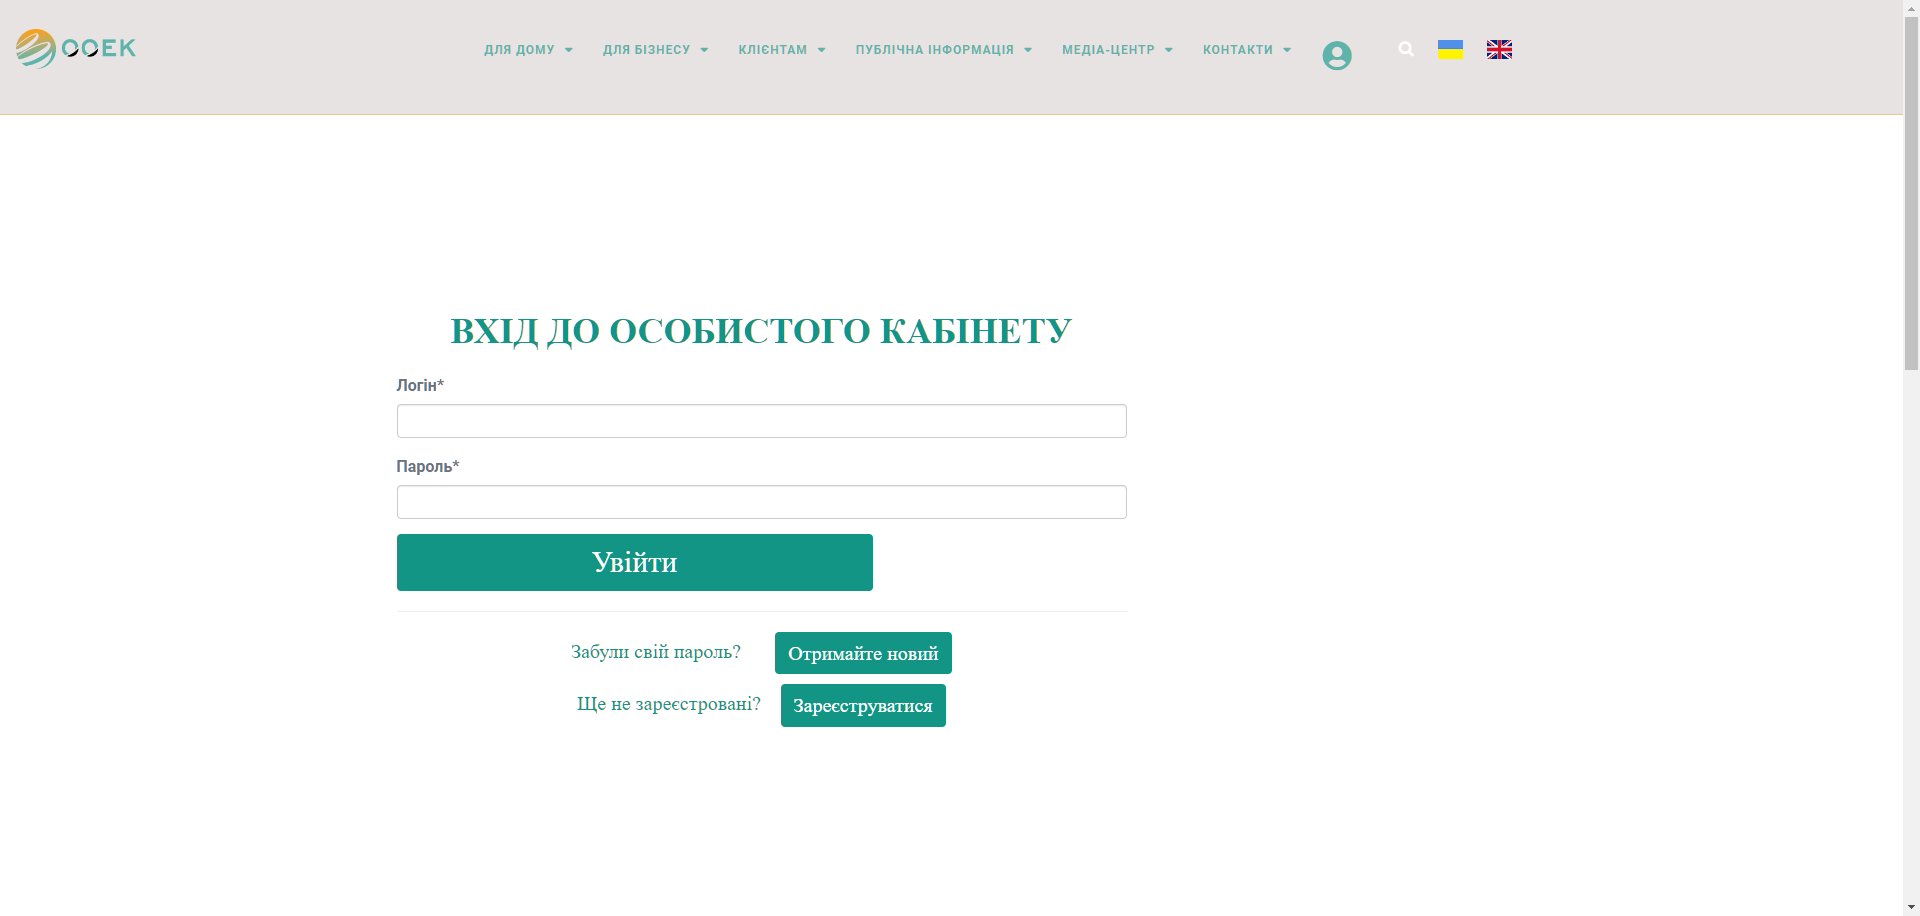 ООЕК
ДЛЯ ДОМУ ДЛЯ БІЗНЕСУ КЛІЄНТАМ ПУБЛІЧНА ІНФОРМАЦІЯ МЕДІА-ЦЕНТР КОНТАКТИ
ВХІД ДО ОСОБИСТОГО КАБІНЕТУ
Логін*
Пароль*
Увійти
Забули свій пароль? Отримайте новий
Ще не зареєстровані? Зареєструватися